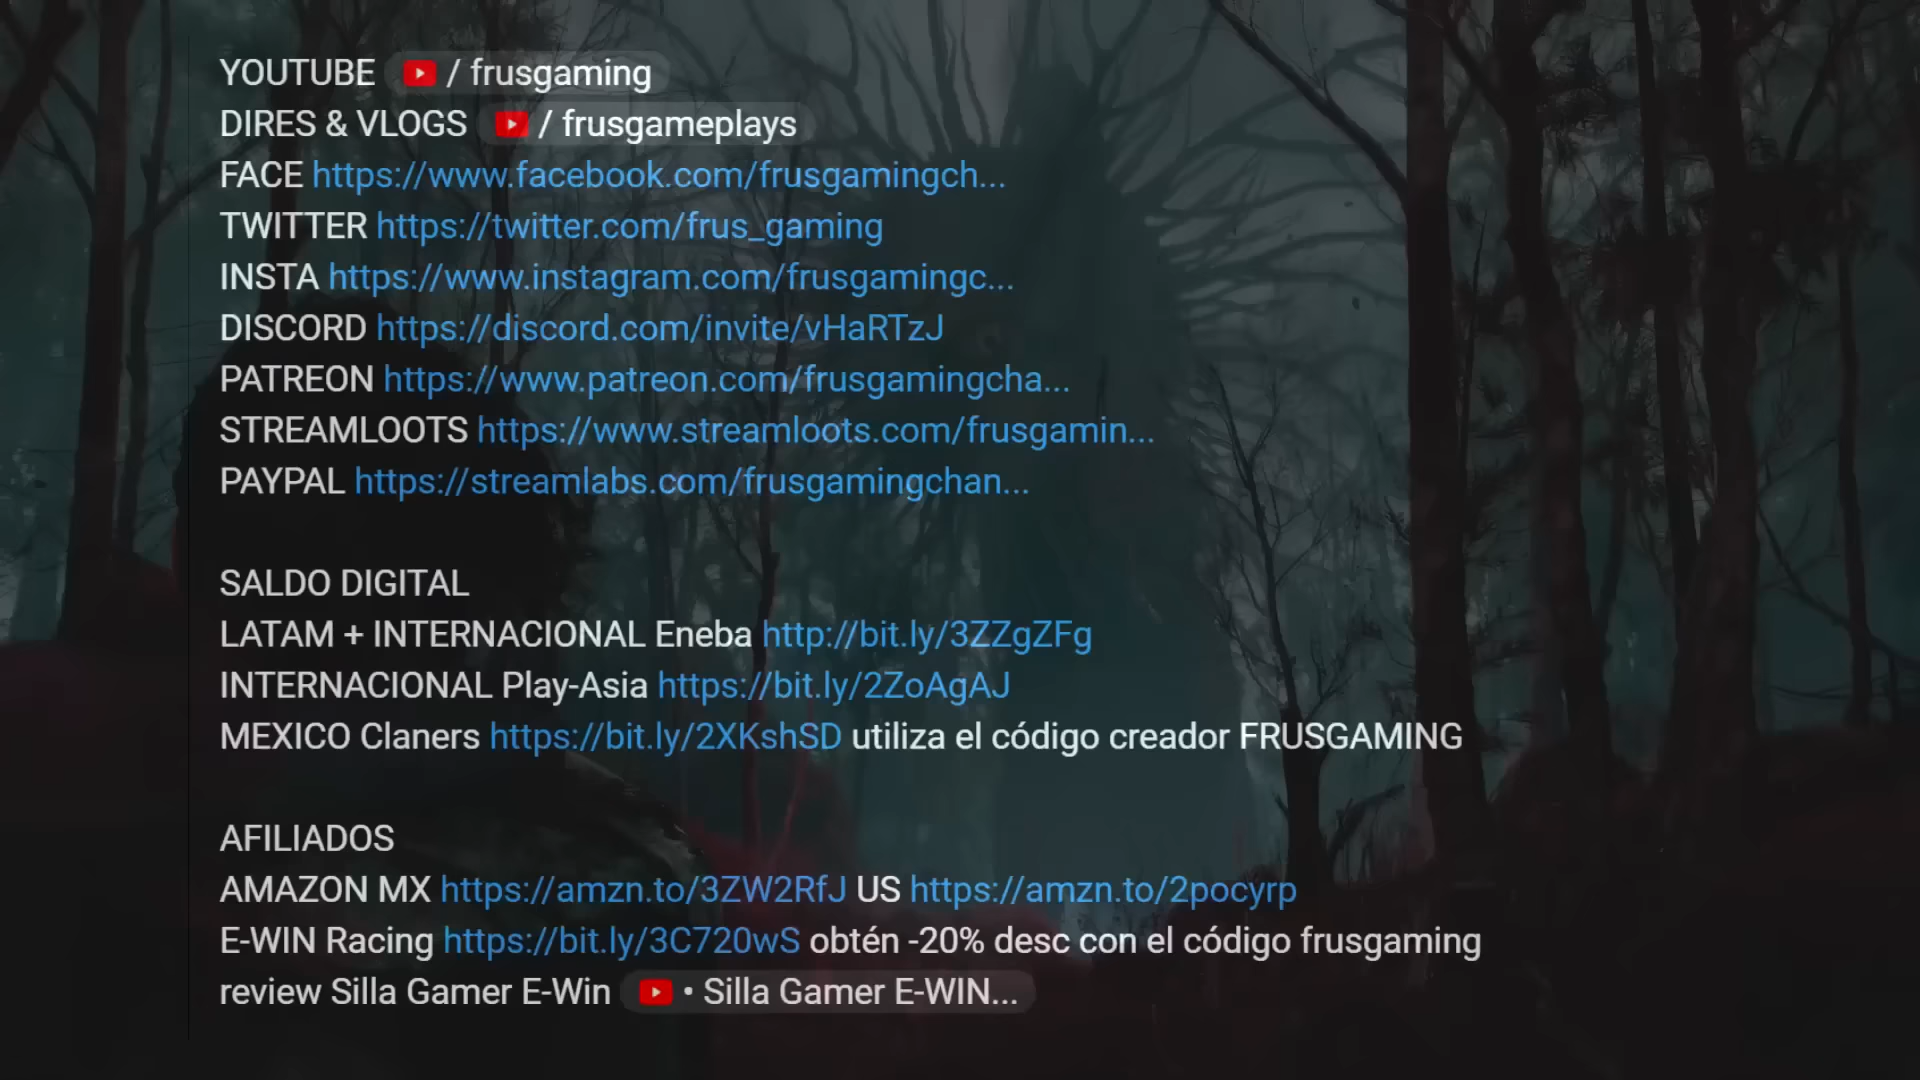 YOUTUBE / frusgaming
DIRES & VLOGS / frusgameplays
FACE https://www.facebook.com/frusgamingch...
TWITTER https://twitter.com/frus_gaming
INSTA https://www.instagram.com/frusgamingc...
DISCORD https://discord.com/invite/vHaRTzJ
PATREON https://www.patreon.com/frusgamingcha...
STREAMLOOTS https://www.streamloots.com/frusgamin...
PAYPAL https://streamlabs.com/frusgamingchan...
SALDO DIGITAL
LATAM + INTERNACIONAL Eneba http://bit.ly/3ZZgZFg
INTERNACIONAL Play-Asia https://bit.ly/2ZoAgAJ
MEXICO Claners https://bit.ly/2XKshSD utiliza el código creador FRUSGAMING
AFILIADOS
AMAZON MX https://amzn.to/3ZW2RfJ US https://amzn.to/2pocyrp
E-WIN Racing https://bit.ly/3C720wS obtén -20% desc con el código frusgaming
review Silla Gamer E-Win • Silla Gamer E-WIN...